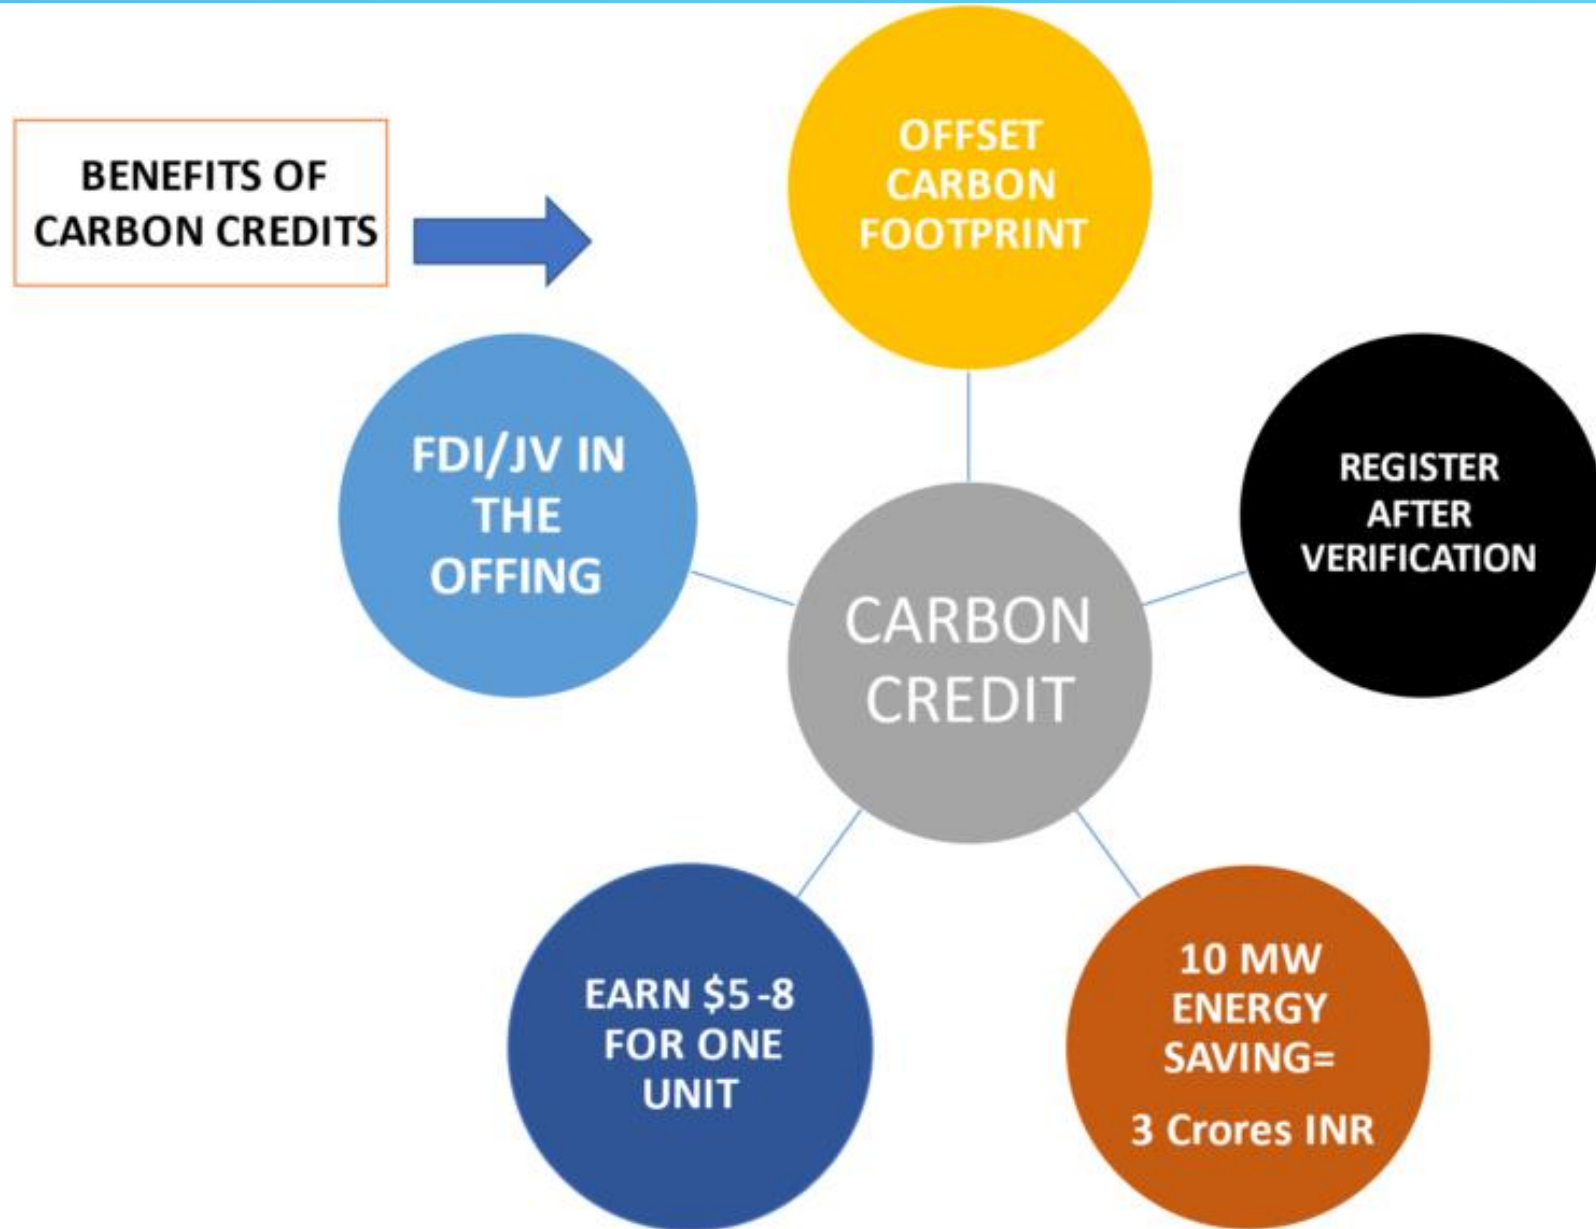 BENEFITS OF
CARBON CREDITS
OFFSET
CARBON
FOOTPRINT
FDI/JV IN
THE
OFFING
REGISTER
AFTER
VERIFICATION
CARBON
CREDIT
EARN $5-8
FOR ONE
UNIT
10 MW
ENERGY
SAVING=
3 Crores INR